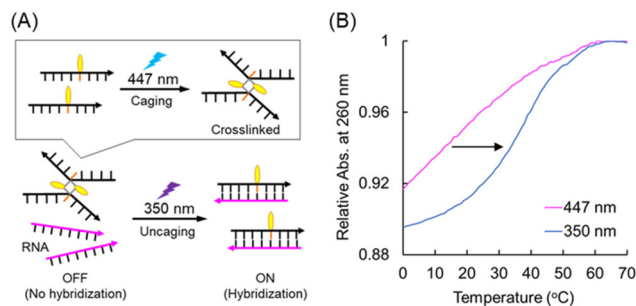 (A)
447 nm
Caging
Crosslinked
RNA
350 nm
Uncaging
OFF
(No hybridization)
ON
(Hybridization)
(B)
Relative Abs. at 260 nm
1
0.96
0.92
0.88
447 nm
350 nm
0 10 20 30 40 50 60 70
Temperature (°C)